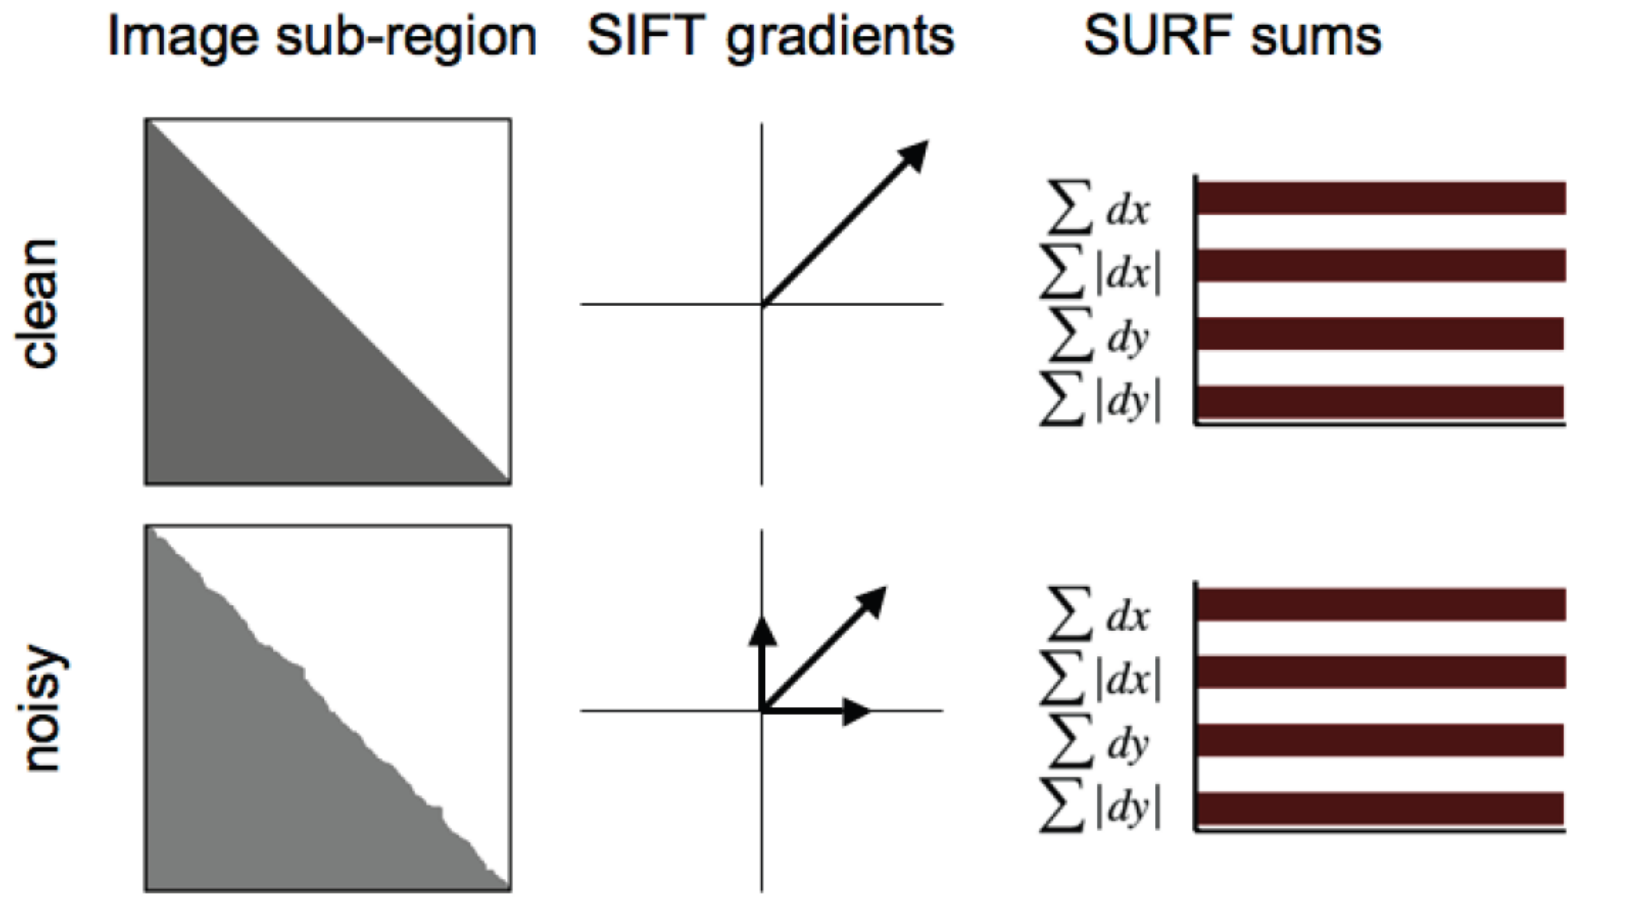 Image sub-region SIFT gradients SURF sums
clean
∑ dx
∑ |dx|
∑ dy
∑ |dy|
noisy
∑ dx
∑ |dx|
∑ dy
∑ |dy|